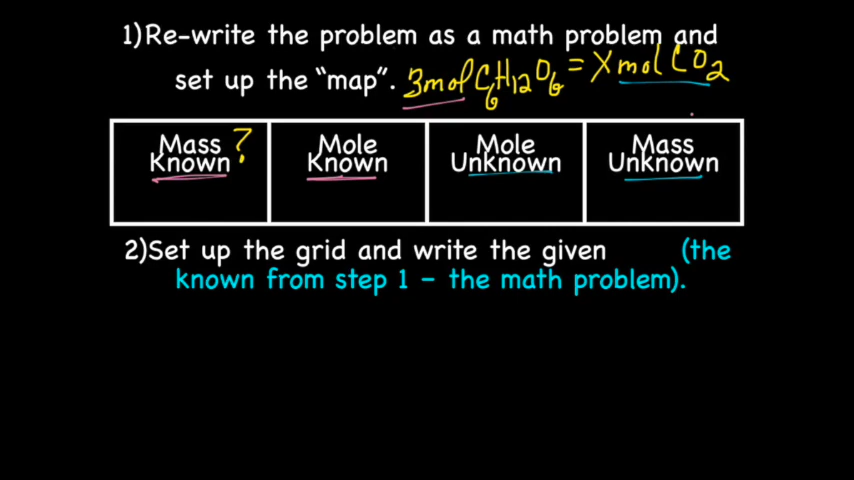 1)Re-write the problem as a math problem and
set up the “map”. 3mol C6H12O6 = X mol CO2
Mass Known ? Mole Known Mole Unknown Mass Unknown
2)Set up the grid and write the given (the
known from step 1 – the math problem).